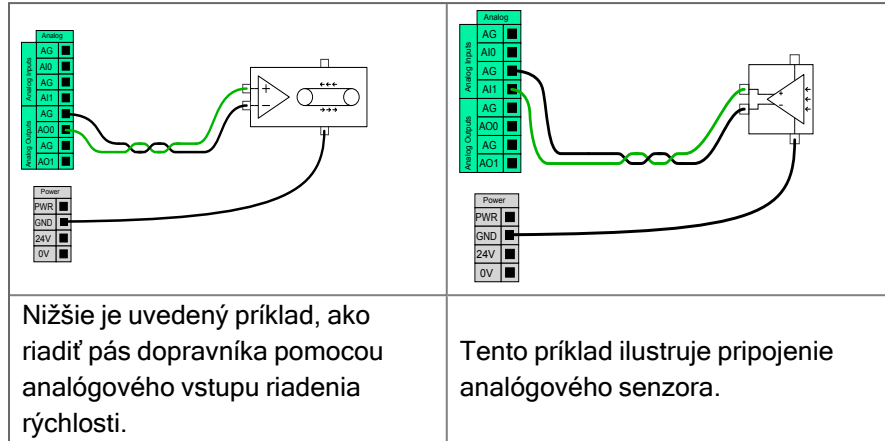 Analog
Analog Inputs
AG
AI0
AG
AI1
Analog Outputs
AG
AO0
AG
AO1
+
−
Power
PWR
GND
24V
0V
Nižšie je uvedený príklad, ako
riadiť pás dopravníka pomocou
analógového vstupu riadenia
rýchlosti.
Analog
Analog Inputs
AG
AI0
AG
AI1
Analog Outputs
AG
AO0
AG
AO1
+
-
Power
PWR
GND
24V
0V
Tento príklad ilustruje pripojenie
analógového senzora.